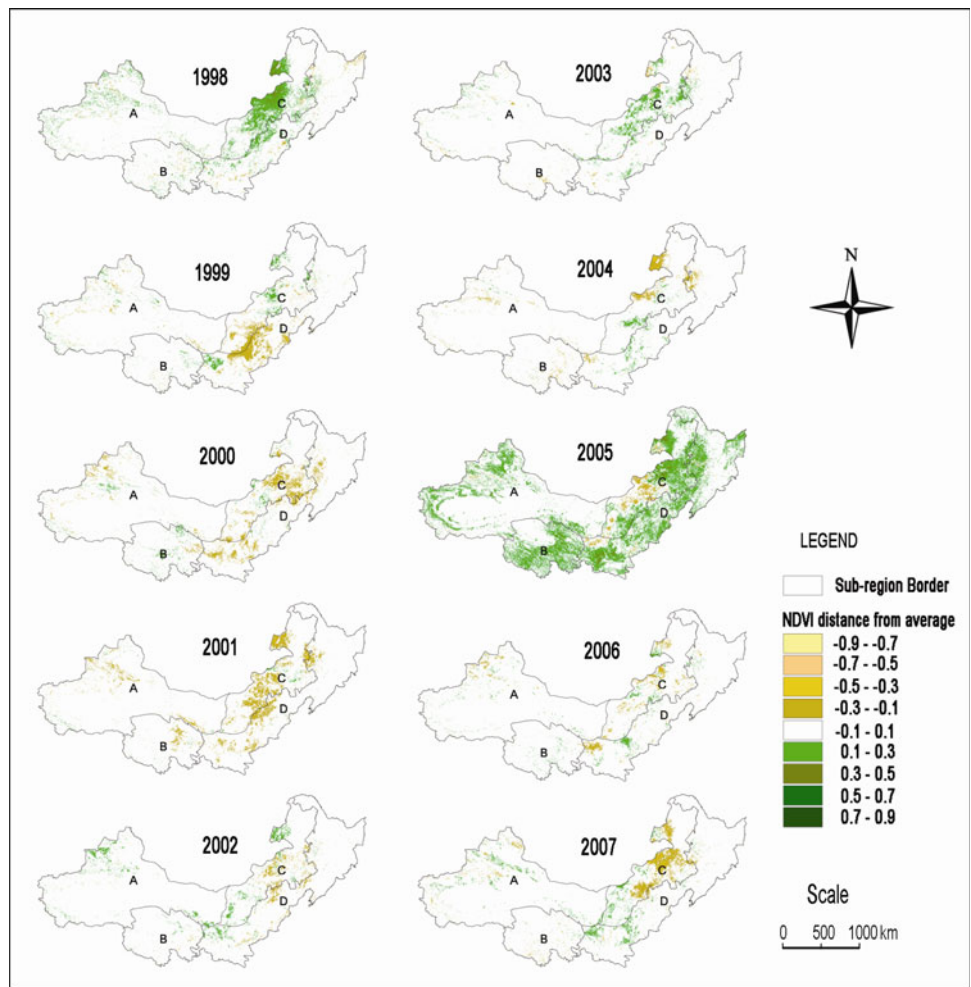 1998
A
B
C
D
2003
A
B
C
D
1999
A
B
C
D
2004
A
B
C
D
N
2000
A
B
C
D
2005
A
B
C
D
2001
A
B
C
D
2006
A
B
C
D
2002
A
B
C
D
2007
A
B
C
D
LEGEND
Sub-region Border
NDVI distance from average
-0.9 - -0.7
-0.7 - -0.5
-0.5 - -0.3
-0.3 - -0.1
-0.1 - 0.1
0.1 - 0.3
0.3 - 0.5
0.5 - 0.7
0.7 - 0.9
Scale
0 500 1000 km